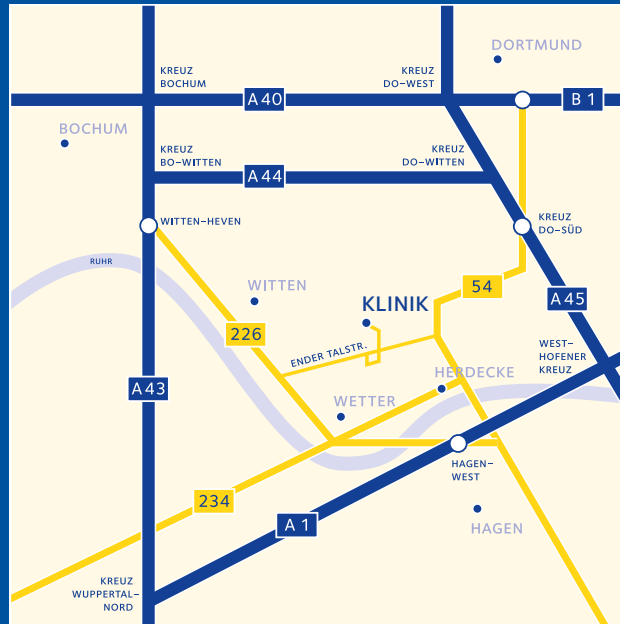 DORTMUND
KREUZ
BOCHUM
KREUZ
DO-WEST
A 40
B 1
BOCHUM
KREUZ
BO-WITTEN
KREUZ
DO-WITTEN
A 44
WITTEN-HEVEN
KREUZ
DO-SÜD
RUHR
WITTEN
54
A 45
KLINIK
226
ENDER TALSTR.
WEST-
HOFENER
KREUZ
HERDECKE
A 43
WETTER
HAGEN-
WEST
234
A 1
HAGEN
KREUZ
WUPPERTAL-
NORD